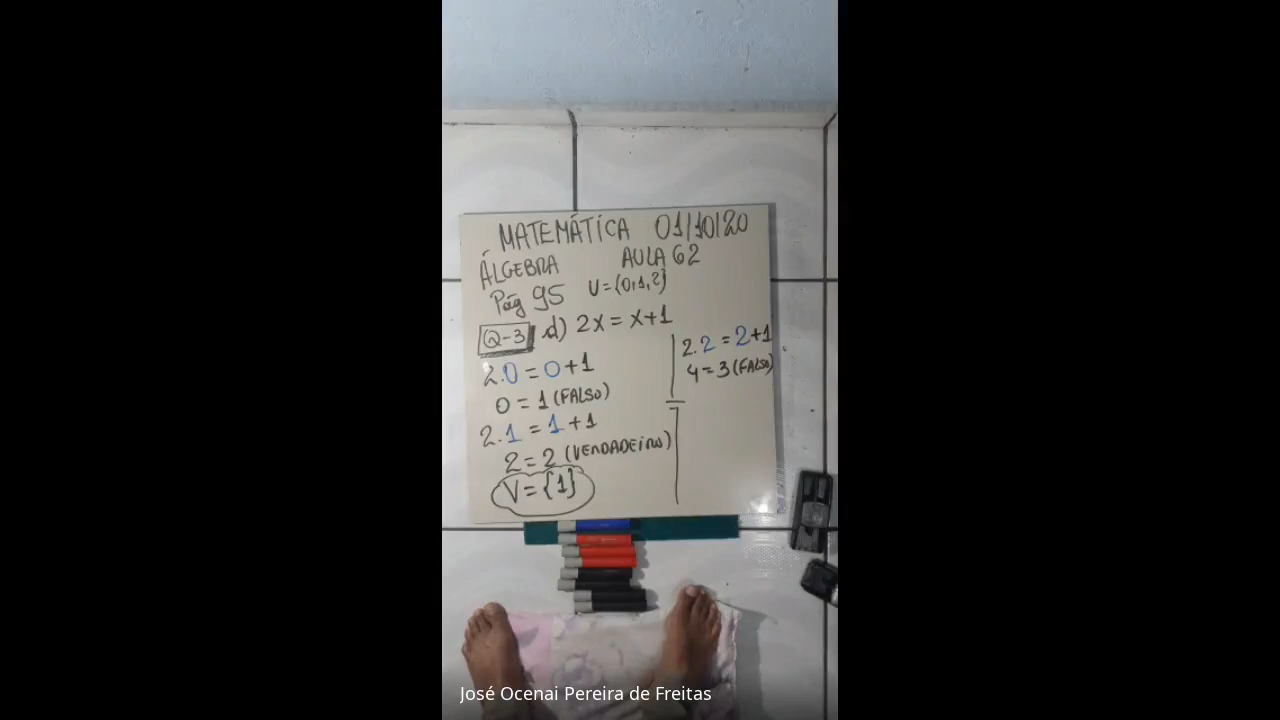 MATEMÁTICA 01/10/20
ÁLGEBRA AULA 62
Pág 95 U={0,1,2}
Q-3 d) 2x = x+1
2.0 = 0+1
0 = 1 (FALSO)
2.1 = 1+1
2 = 2 (VERDADEIRO)
V = {1}
2.2 = 2+1
4 = 3 (FALSO)
José Ocenai Pereira de Freitas